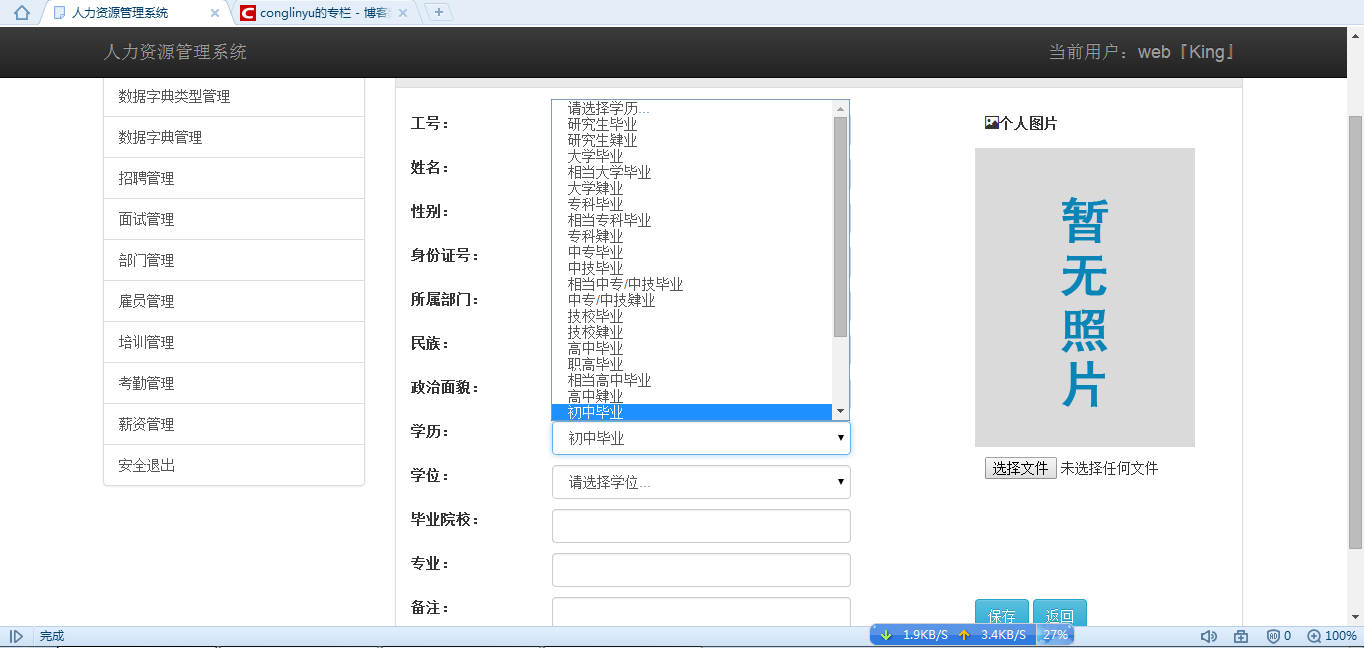 人力资源管理系统
conglinyu的专栏 - 博客
人力资源管理系统
当前用户：web『King』
数据字典类型管理
数据字典管理
招聘管理
面试管理
部门管理
雇员管理
培训管理
考勤管理
薪资管理
安全退出
工号：
姓名：
性别：
身份证号：
所属部门：
民族：
政治面貌：
学历：
学位：
毕业院校：
专业：
备注：
请选择学历...
研究生毕业
研究生肄业
大学毕业
相当大学毕业
大学肄业
专科毕业
相当专科毕业
专科肄业
中专毕业
中技毕业
相当中专/中技毕业
中专/中技肄业
技校毕业
技校肄业
高中毕业
职高毕业
相当高中毕业
高中肄业
初中毕业
初中毕业
请选择学位...
个人图片
暂
无
照
片
选择文件 未选择任何文件
保存 返回
完成
1.9KB/S 3.4KB/S 27%
0
100%